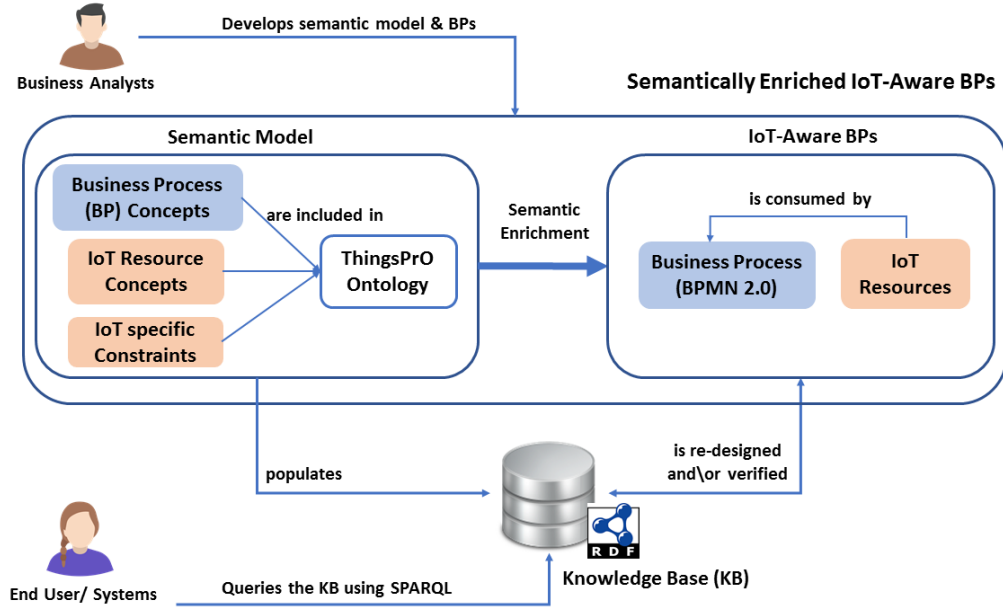 Develops semantic model & BPs
Business Analysts
Semantically Enriched IoT-Aware BPs
Semantic Model
IoT-Aware BPs
Business Process
(BP) Concepts
are included in
IoT Resource
Concepts
ThingsPrO
Ontology
IoT specific
Constraints
Semantic
Enrichment
is consumed by
Business Process
(BPMN 2.0)
IoT
Resources
populates
is re-designed
and\or verified
RDF
Knowledge Base (KB)
End User/ Systems
Queries the KB using SPARQL